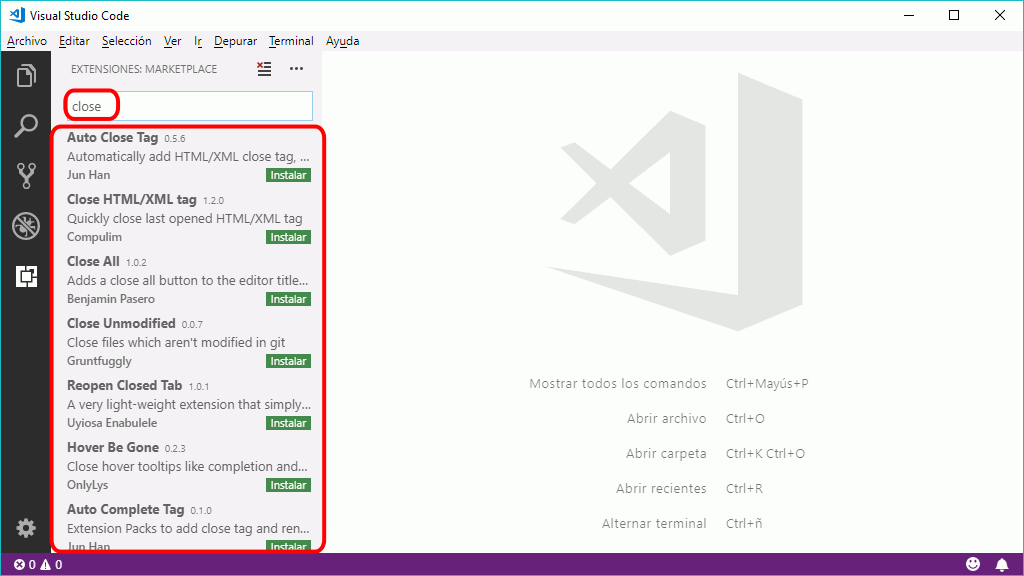 Visual Studio Code
Archivo Editar Selección Ver Ir Depurar Terminal Ayuda
EXTENSIONES: MARKETPLACE
close
Auto Close Tag 0.5.6
Automatically add HTML/XML close tag, ...
Jun Han Instalar
Close HTML/XML tag 1.2.0
Quickly close last opened HTML/XML tag
Compulim Instalar
Close All 1.0.2
Adds a close all button to the editor title...
Benjamin Pasero Instalar
Close Unmodified 0.0.7
Close files which aren't modified in git
Gruntfuggly Instalar
Reopen Closed Tab 1.0.1
A very light-weight extension that simply...
Uyiosa Enabulele Instalar
Hover Be Gone 0.2.3
Close hover tooltips like completion and...
OnlyLys Instalar
Auto Complete Tag 0.1.0
Extension Packs to add close tag and ren...
Jun Han Instalar
Mostrar todos los comandos Ctrl+Mayús+P
Abrir archivo Ctrl+O
Abrir carpeta Ctrl+K Ctrl+O
Abrir recientes Ctrl+R
Alternar terminal Ctrl+ñ
0 0